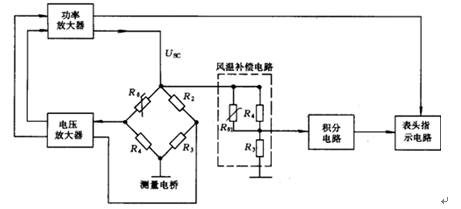 功率
放大器
U_SC
风温补偿电路
R_6
R_2
R_4
R_3
电压
放大器
测量电桥
R_4
R_3
积分
电路
表头指
示电路